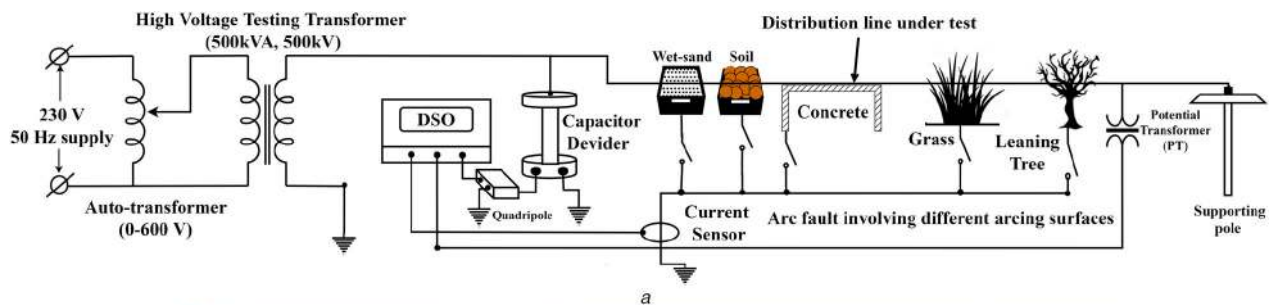 High Voltage Testing Transformer
(500kVA, 500kV)
Distribution line under test
Wet-sand
Soil
230 V
50 Hz supply
DSO
Capacitor
Devider
Concrete
Grass
Leaning
Tree
Potential
Transformer
(PT)
Quadripole
Auto-transformer
(0-600 V)
Current
Sensor
Arc fault involving different arcing surfaces
Supporting
pole
a